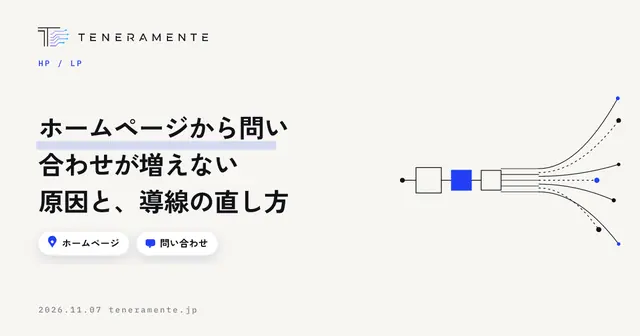 TENERAMENTE
HP / LP
ホームページから問い
合わせが増えない
原因と、導線の直し方
ホームページ
問い合わせ
2026.11.07 teneramente.jp